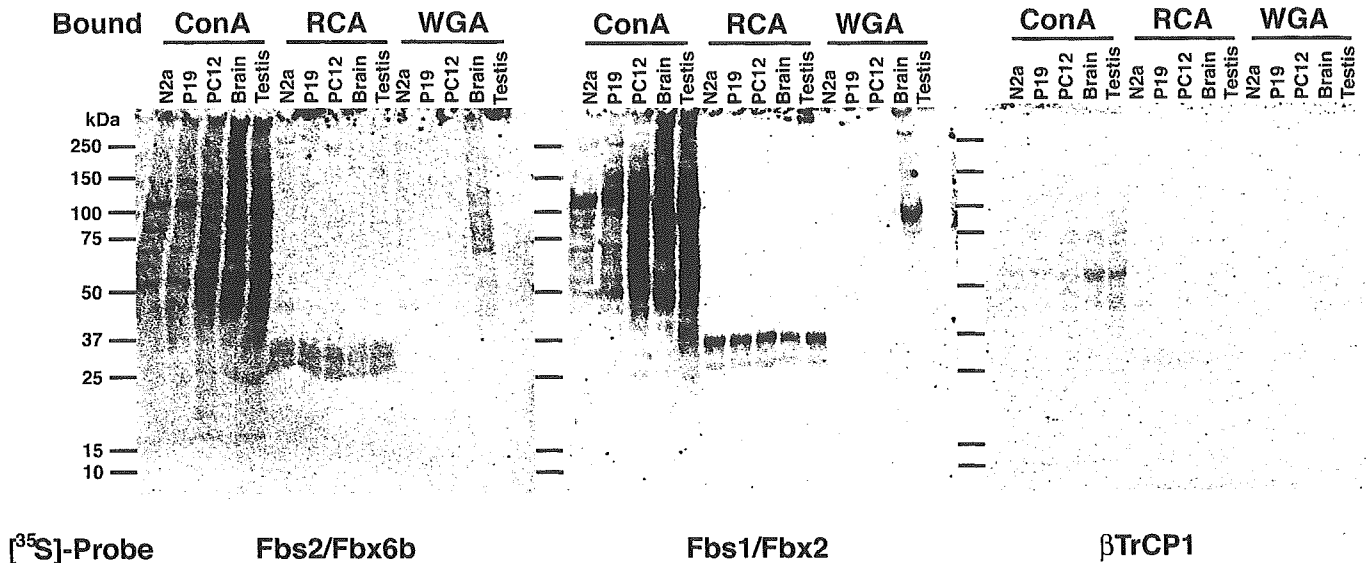 Bound ConA RCA WGA ConA RCA WGA ConA RCA WGA
N2a P19 PC12 Brain Testis N2a P19 PC12 Brain Testis N2a P19 PC12 Brain Testis N2a P19 PC12 Brain Testis N2a P19 PC12 Brain Testis N2a P19 PC12 Brain Testis N2a P19 PC12 Brain Testis N2a P19 PC12 Brain Testis N2a P19 PC12 Brain Testis
kDa
250
150
100
75
50
37
25
15
10
[³⁵S]-Probe Fbs2/Fbx6b Fbs1/Fbx2 βTrCP1